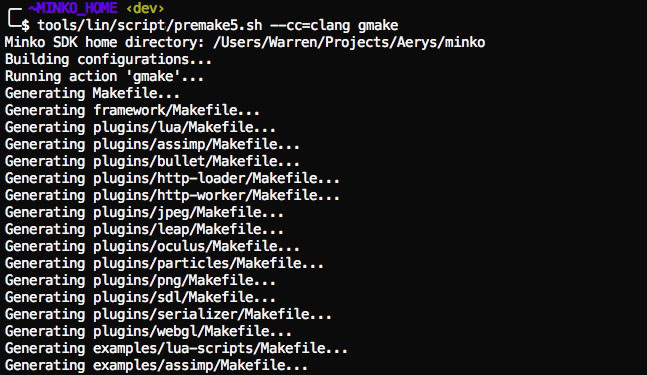 ~MINKO_HOME ‹dev›
$ tools/lin/script/premake5.sh --cc=clang gmake
Minko SDK home directory: /Users/Warren/Projects/Aerys/minko
Building configurations...
Running action 'gmake'...
Generating Makefile...
Generating framework/Makefile...
Generating plugins/lua/Makefile...
Generating plugins/assimp/Makefile...
Generating plugins/bullet/Makefile...
Generating plugins/http-loader/Makefile...
Generating plugins/http-worker/Makefile...
Generating plugins/jpeg/Makefile...
Generating plugins/leap/Makefile...
Generating plugins/oculus/Makefile...
Generating plugins/particles/Makefile...
Generating plugins/png/Makefile...
Generating plugins/sdl/Makefile...
Generating plugins/serializer/Makefile...
Generating plugins/webgl/Makefile...
Generating examples/lua-scripts/Makefile...
Generating examples/assimp/Makefile...